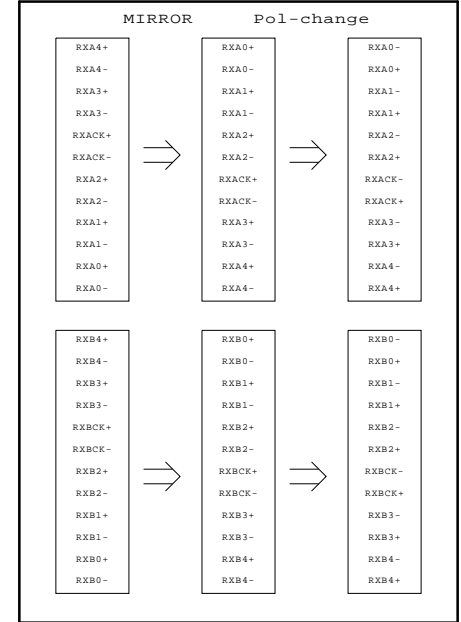 MIRROR Pol-change
RXA4+ RXA0+ RXA0-
RXA4- RXA0- RXA0+
RXA3+ RXA1+ RXA1-
RXA3- RXA1- RXA1+
RXACK+ RXA2+ RXA2-
RXACK- RXA2- RXA2+
RXA2+ RXACK+ RXACK-
RXA2- RXACK- RXACK+
RXA1+ RXA3+ RXA3-
RXA1- RXA3- RXA3+
RXA0+ RXA4+ RXA4-
RXA0- RXA4- RXA4+
RXB4+ RXB0+ RXB0-
RXB4- RXB0- RXB0+
RXB3+ RXB1+ RXB1-
RXB3- RXB1- RXB1+
RXBCK+ RXB2+ RXB2-
RXBCK- RXB2- RXB2+
RXB2+ RXBCK+ RXBCK-
RXB2- RXBCK- RXBCK+
RXB1+ RXB3+ RXB3-
RXB1- RXB3- RXB3+
RXB0+ RXB4+ RXB4-
RXB0- RXB4- RXB4+